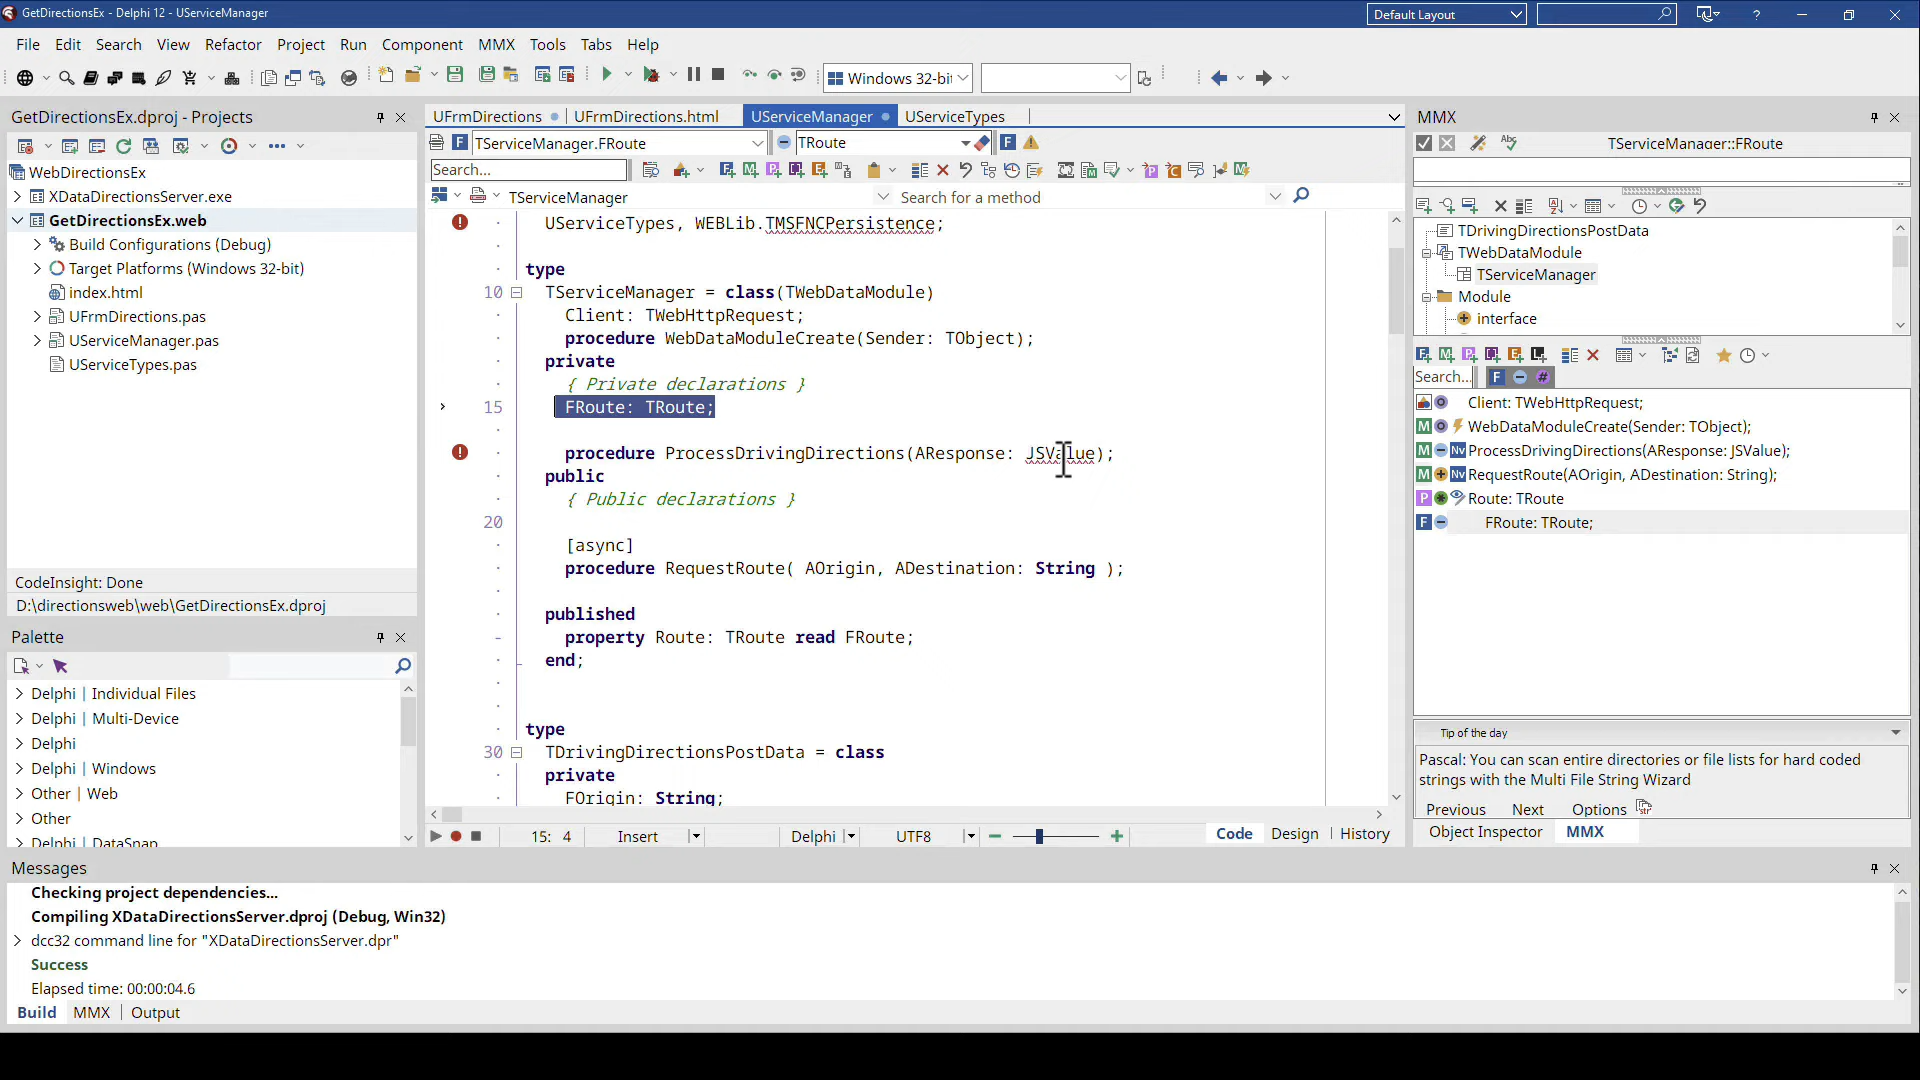 GetDirectionsEx - Delphi 12 - UServiceManager
Default Layout
File Edit Search View Refactor Project Run Component MMX Tools Tabs Help
Windows 32-bit
GetDirectionsEx.dproj - Projects
WebDirectionsEx
XDataDirectionsServer.exe
GetDirectionsEx.web
Build Configurations (Debug)
Target Platforms (Windows 32-bit)
index.html
UFrmDirections.pas
UServiceManager.pas
UServiceTypes.pas
CodeInsight: Done
D:\directionsweb\web\GetDirectionsEx.dproj
Palette
Delphi | Individual Files
Delphi | Multi-Device
Delphi
Delphi | Windows
Other | Web
Other
Delphi | DataSnap
UFrmDirections UFrmDirections.html UServiceManager UServiceTypes
TServiceManager.FRoute TRoute
Search...
TServiceManager Search for a method
UServiceTypes, WEBLib.TMSFNCPersistence;
type
10 TServiceManager = class(TWebDataModule)
Client: TWebHttpRequest;
procedure WebDataModuleCreate(Sender: TObject);
private
{ Private declarations }
15 FRoute: TRoute;
procedure ProcessDrivingDirections(AResponse: JSValue);
public
{ Public declarations }
20
[async]
procedure RequestRoute( AOrigin, ADestination: String );
published
property Route: TRoute read FRoute;
end;
type
30 TDrivingDirectionsPostData = class
private
FOrigin: String;
15: 4 Insert Delphi UTF8 Code Design History
MMX
TServiceManager::FRoute
TDrivingDirectionsPostData
TWebDataModule
TServiceManager
Module
interface
Search...
Client: TWebHttpRequest;
WebDataModuleCreate(Sender: TObject);
ProcessDrivingDirections(AResponse: JSValue);
RequestRoute(AOrigin, ADestination: String);
Route: TRoute
FRoute: TRoute;
Tip of the day
Pascal: You can scan entire directories or file lists for hard coded
strings with the Multi File String Wizard
Previous Next Options
Object Inspector MMX
Messages
Checking project dependencies...
Compiling XDataDirectionsServer.dproj (Debug, Win32)
dcc32 command line for "XDataDirectionsServer.dpr"
Success
Elapsed time: 00:00:04.6
Build MMX Output